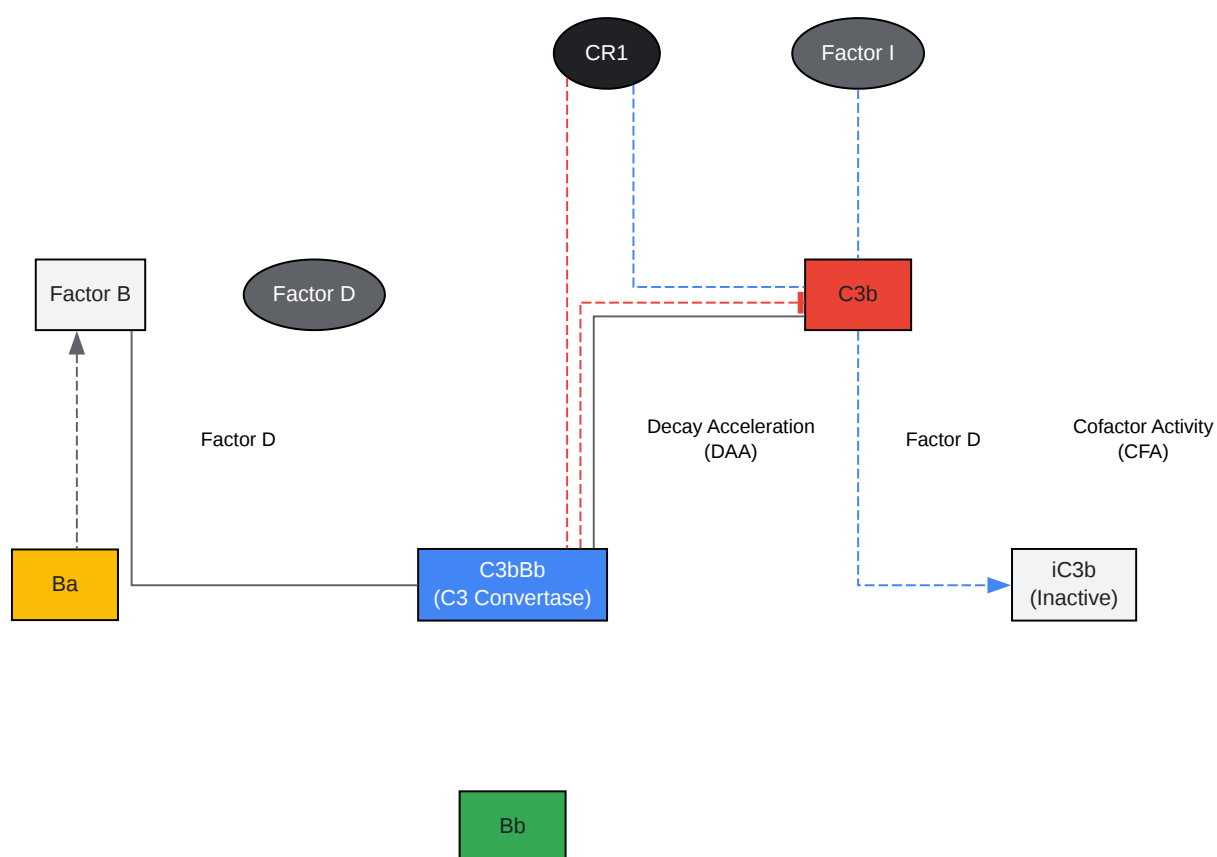 CR1
Factor I
Factor B
Factor D
C3b
Decay Acceleration
(DAA)
Factor D
Factor D
Cofactor Activity
(CFA)
Ba
C3bBb
(C3 Convertase)
iC3b
(Inactive)
Bb